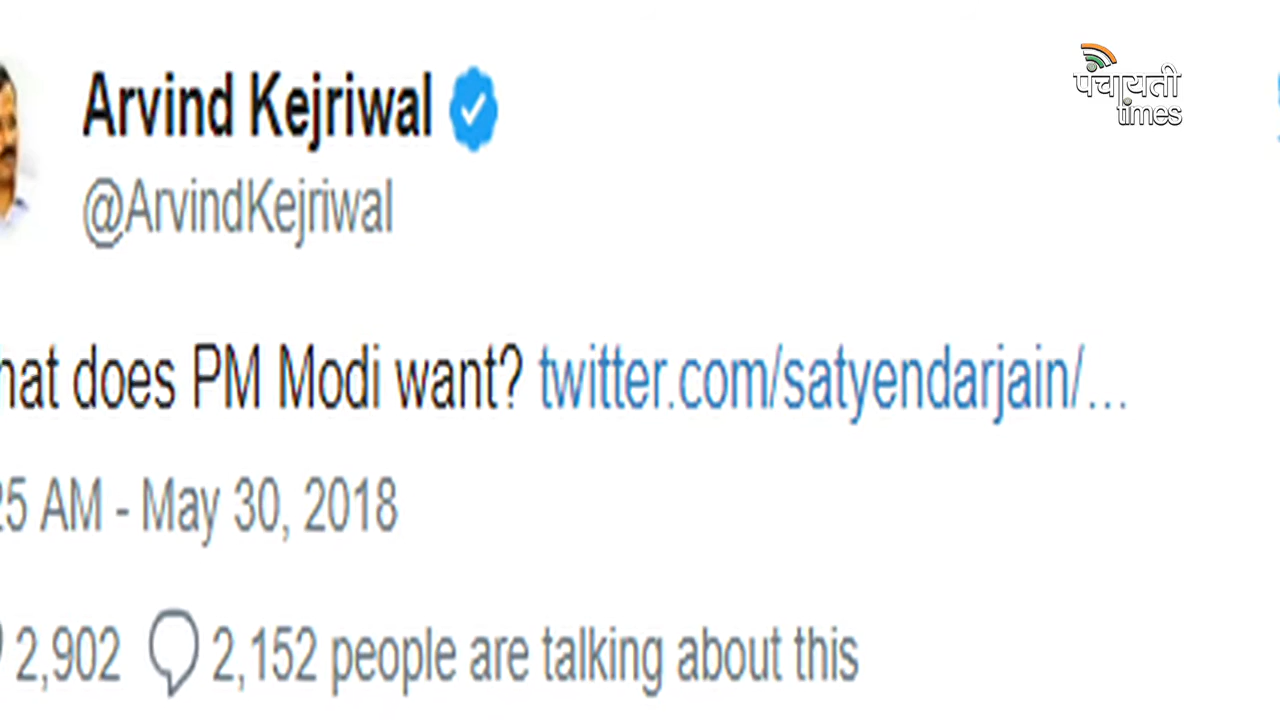 Arvind Kejriwal
पंचायती
times
@ArvindKejriwal
hat does PM Modi want? twitter.com/satyendarjain/...
25 AM - May 30, 2018
2,902 2,152 people are talking about this